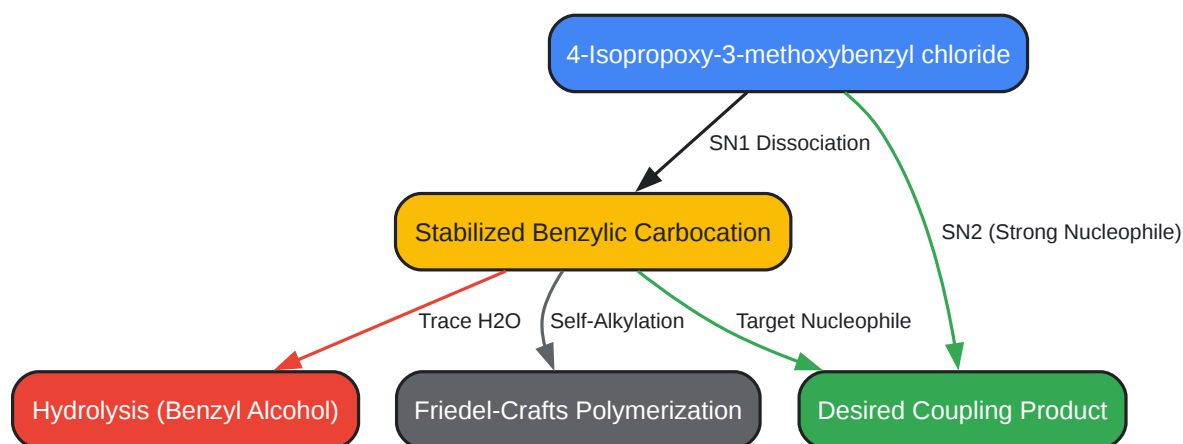 4-Isopropoxy-3-methoxybenzyl chloride
SN1 Dissociation
Stabilized Benzylic Carbocation
SN2 (Strong Nucleophile)
Trace H2O
Self-Alkylation
Target Nucleophile
Hydrolysis (Benzyl Alcohol)
Friedel-Crafts Polymerization
Desired Coupling Product